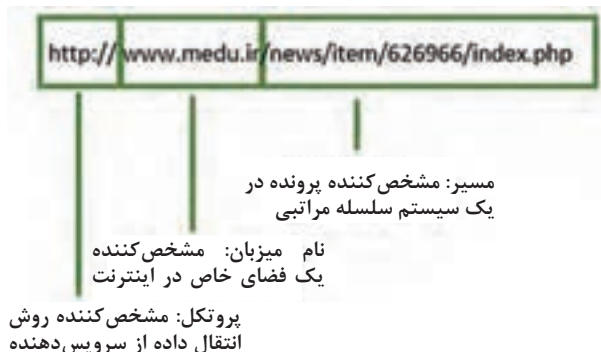 http://www.medu.ir/news/item/626966/index.php
مسیر: مشخص‌کننده پرونده در
یک سیستم سلسله مراتبی
نام میزبان: مشخص‌کننده
یک فضای خاص در اینترنت
پروتکل: مشخص‌کننده روش
انتقال داده از سرویس‌دهنده